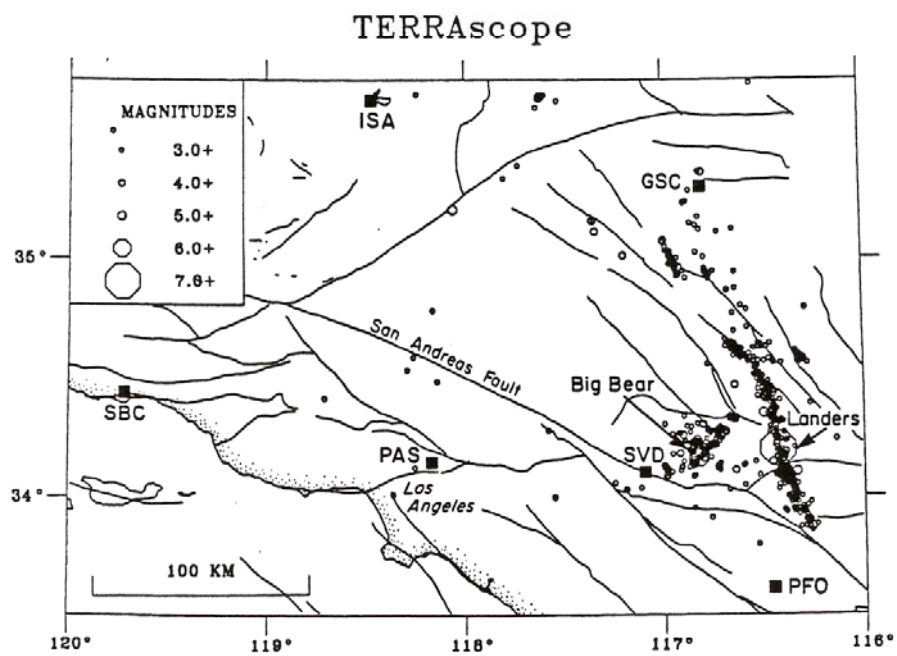 TERRAscope
MAGNITUDES
3.0+
4.0+
5.0+
6.0+
7.0+
ISA
GSC
35°
San Andreas Fault
Big Bear
Landers
SBC
PAS
SVD
34°
Los
Angeles
100 KM
PFO
120°
119°
118°
117°
116°